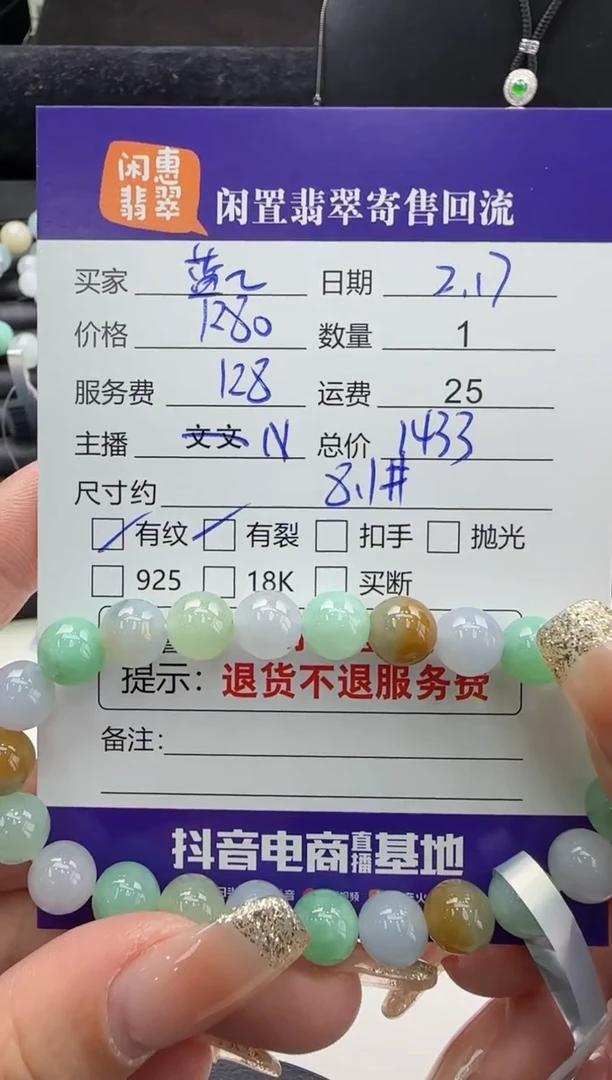 闲惠
翡翠
闲置翡翠寄售回流
买家 蓝乙 日期 2.17
价格 1280 数量 1
服务费 128 运费 25
主播 文文 N 总价 1433
尺寸约 8.1#
有纹 有裂 扣手 抛光
925 18K 买断
提示：退货不退服务费
备注：
抖音电商直播基地